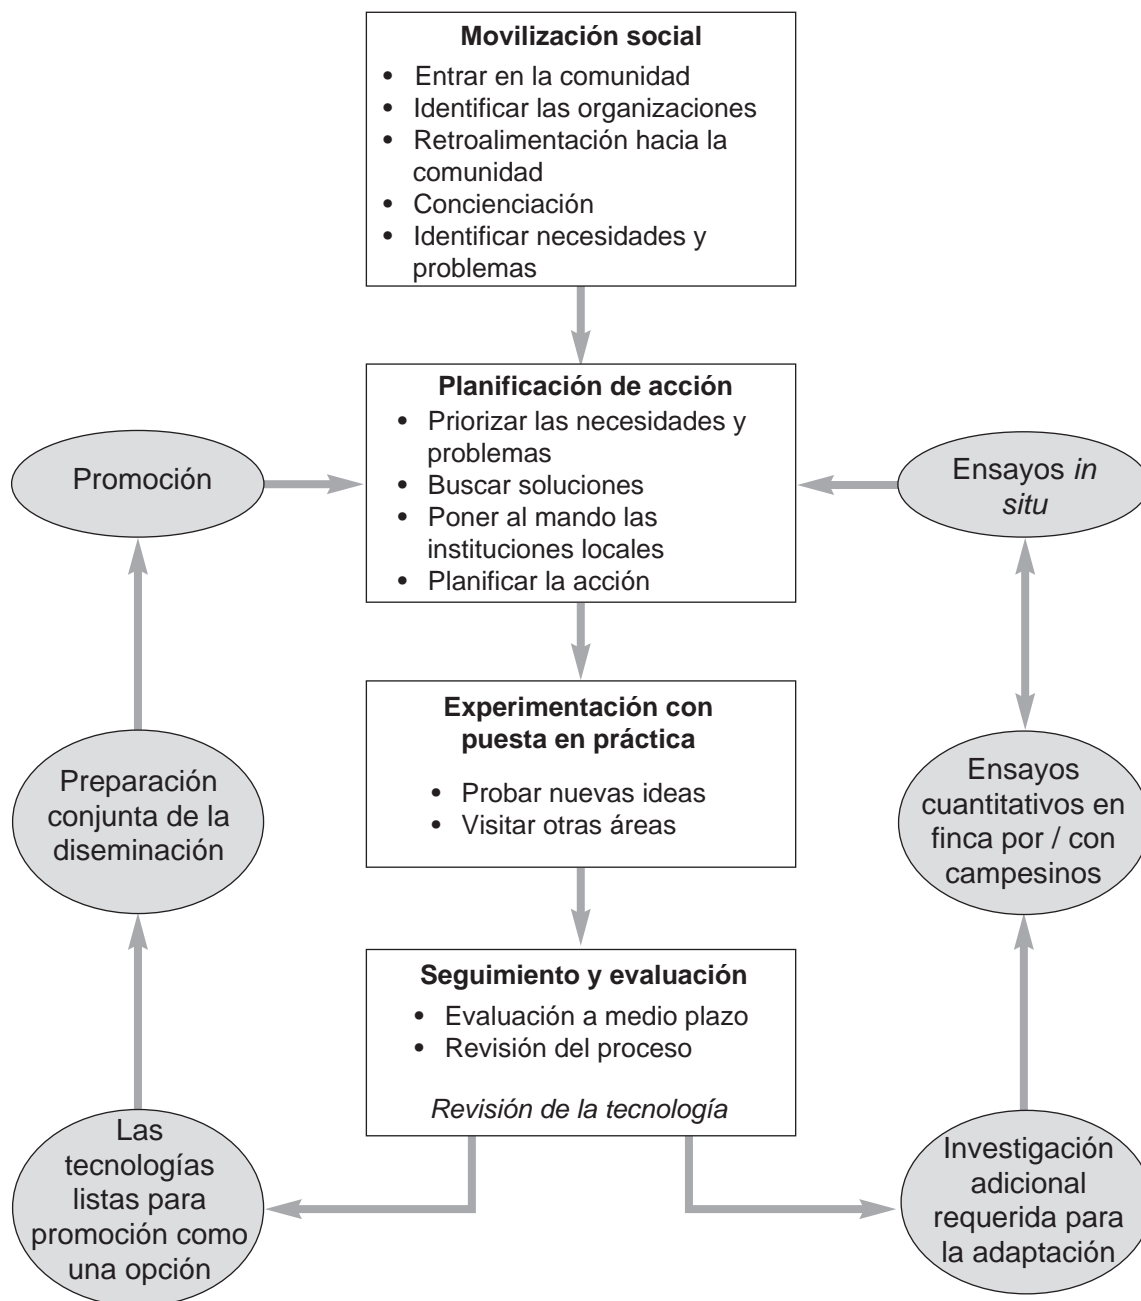 Movilización social
• Entrar en la comunidad
• Identificar las organizaciones
• Retroalimentación hacia la
comunidad
• Concienciación
• Identificar necesidades y
problemas
Planificación de acción
• Priorizar las necesidades y
problemas
• Buscar soluciones
• Poner al mando las
instituciones locales
• Planificar la acción
Promoción
Ensayos in
situ
Experimentación con
puesta en práctica
• Probar nuevas ideas
• Visitar otras áreas
Preparación
conjunta de la
diseminación
Ensayos
cuantitativos en
finca por / con
campesinos
Seguimiento y evaluación
• Evaluación a medio plazo
• Revisión del proceso
Revisión de la tecnología
Las
tecnologías
listas para
promoción como
una opción
Investigación
adicional
requerida para
la adaptación